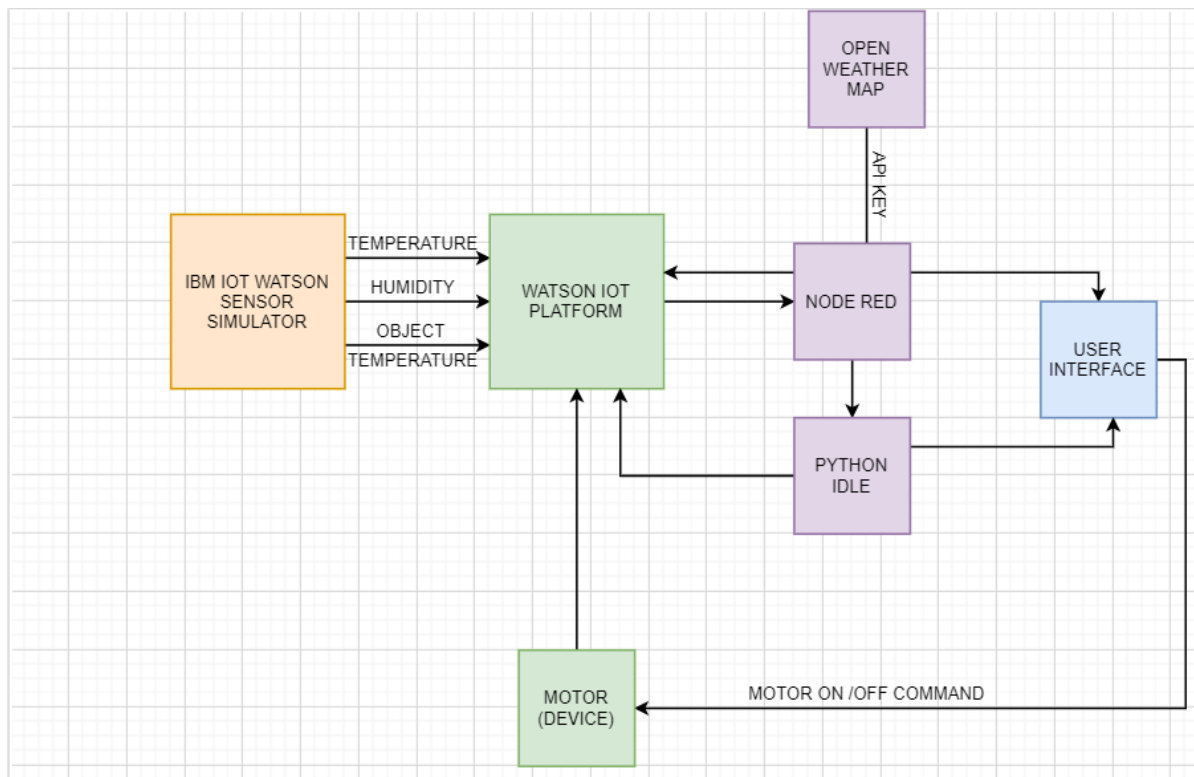 OPEN
WEATHER
MAP
API KEY
IBM IOT WATSON
SENSOR
SIMULATOR
TEMPERATURE
HUMIDITY
OBJECT
TEMPERATURE
WATSON IOT
PLATFORM
NODE RED
USER
INTERFACE
PYTHON
IDLE
MOTOR
(DEVICE)
MOTOR ON /OFF COMMAND